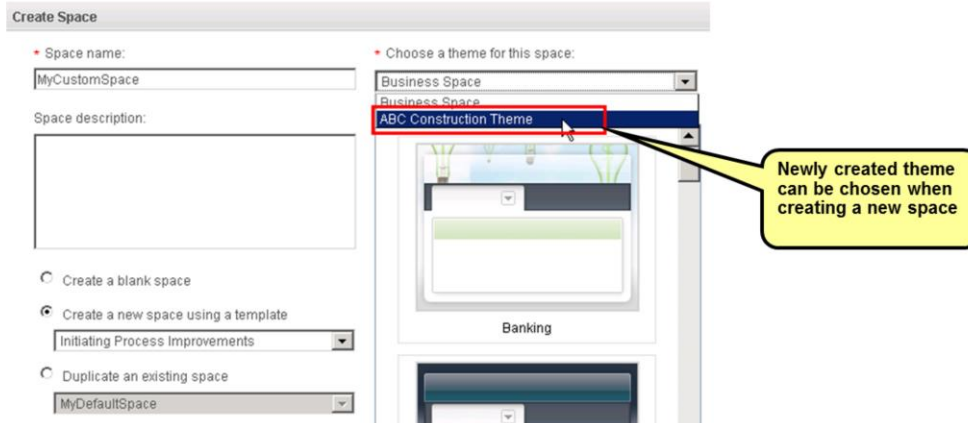 Create Space
* Space name:
MyCustomSpace
Space description:
Create a blank space
Create a new space using a template
Initiating Process Improvements
Duplicate an existing space
MyDefaultSpace
* Choose a theme for this space:
Business Space
Business Space
ABC Construction Theme
Banking
Newly created theme
can be chosen when
creating a new space